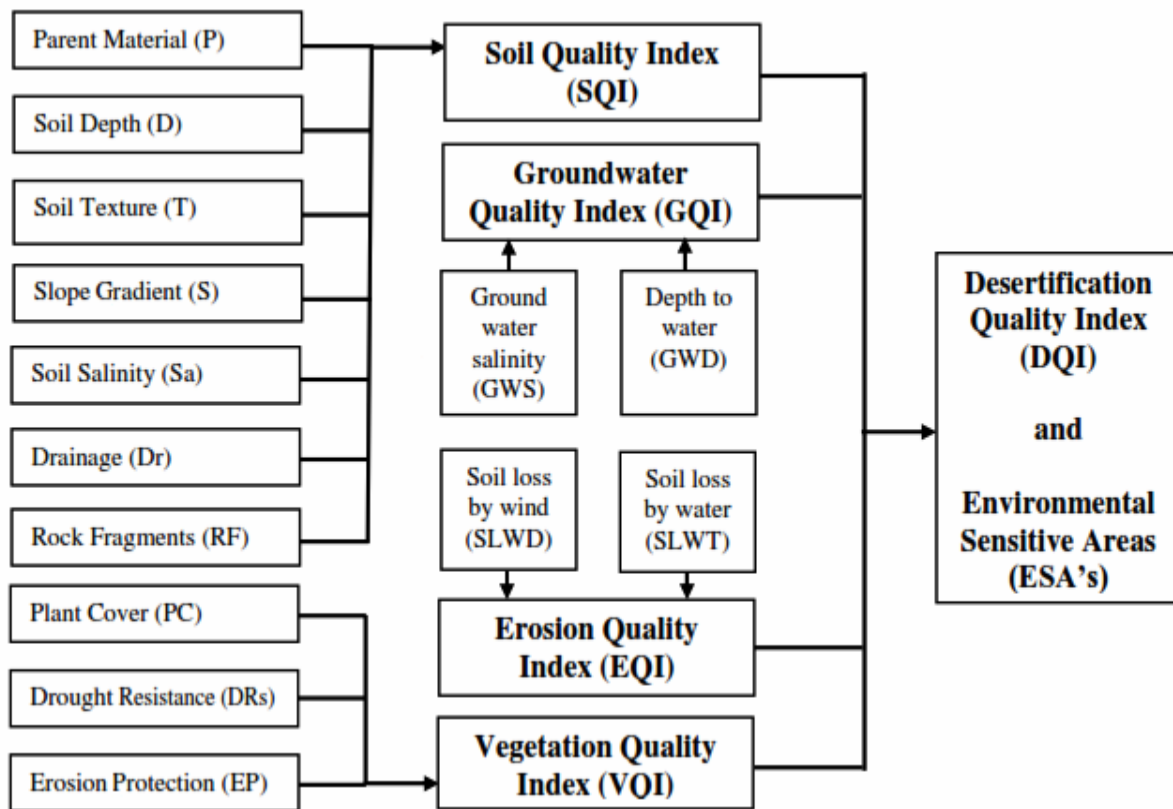 Parent Material (P)
Soil Depth (D)
Soil Texture (T)
Slope Gradient (S)
Soil Salinity (Sa)
Drainage (Dr)
Rock Fragments (RF)
Plant Cover (PC)
Drought Resistance (DRs)
Erosion Protection (EP)
Soil Quality Index
(SQI)
Groundwater
Quality Index (GQI)
Ground
water
salinity
(GWS)
Depth to
water
(GWD)
Soil loss
by wind
(SLWD)
Soil loss
by water
(SLWT)
Erosion Quality
Index (EQI)
Vegetation Quality
Index (VQI)
Desertification
Quality Index
(DQI)
and
Environmental
Sensitive Areas
(ESA's)